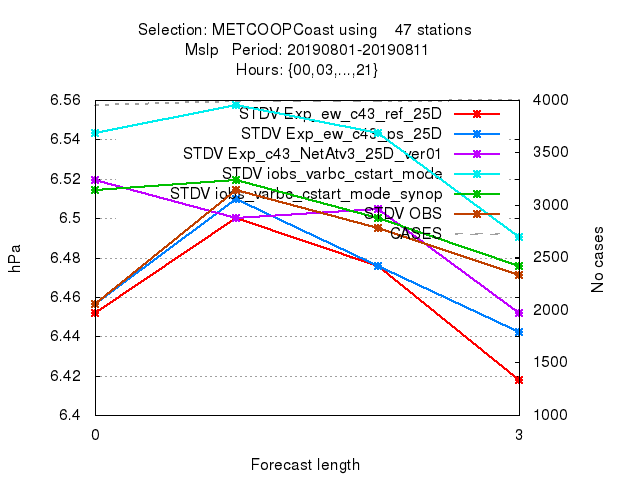 Selection: METCOOPCoast using 47 stations
Mslp Period: 20190801-20190811
Hours: {00,03,...,21}
STDV Exp_ew_c43_ref_25D
STDV Exp_ew_c43_ps_25D
STDV Exp_c43_NetAtv3_25D_ver01
STDV iobs_varbc_cstart_mode
STDV iobs_varbc_cstart_mode_synop
STDV OBS
CASES
6.56
6.54
6.52
6.5
6.48
6.46
6.44
6.42
6.4
hPa
4000
3500
3000
2500
2000
1500
1000
No cases
0
3
Forecast length